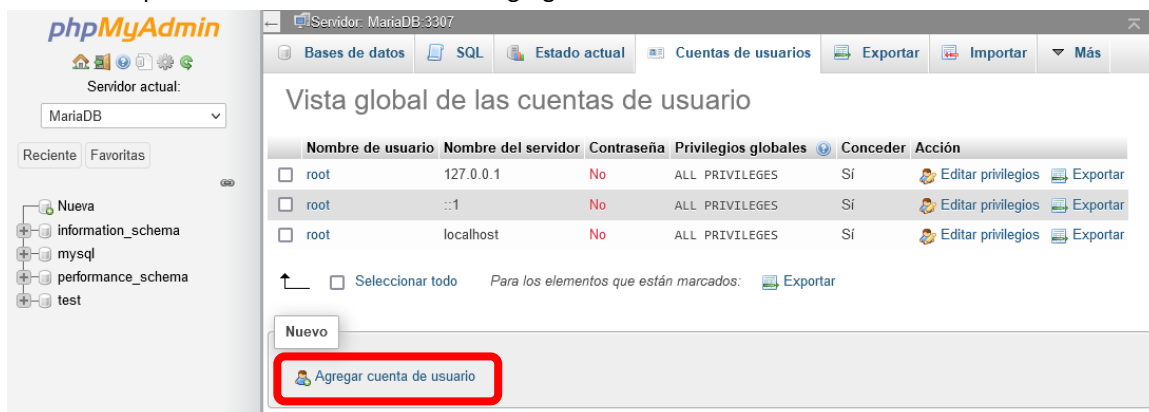 phpMyAdmin
Servidor actual:
MariaDB
Reciente Favoritas
Nueva
information_schema
mysql
performance_schema
test
Servidor: MariaDB:3307
Bases de datos SQL Estado actual Cuentas de usuarios Exportar Importar Más
Vista global de las cuentas de usuario
Nombre de usuario Nombre del servidor Contraseña Privilegios globales Conceder Acción
root 127.0.0.1 No ALL PRIVILEGES Sí Editar privilegios Exportar
root ::1 No ALL PRIVILEGES Sí Editar privilegios Exportar
root localhost No ALL PRIVILEGES Sí Editar privilegios Exportar
Seleccionar todo Para los elementos que están marcados: Exportar
Nuevo
Agregar cuenta de usuario